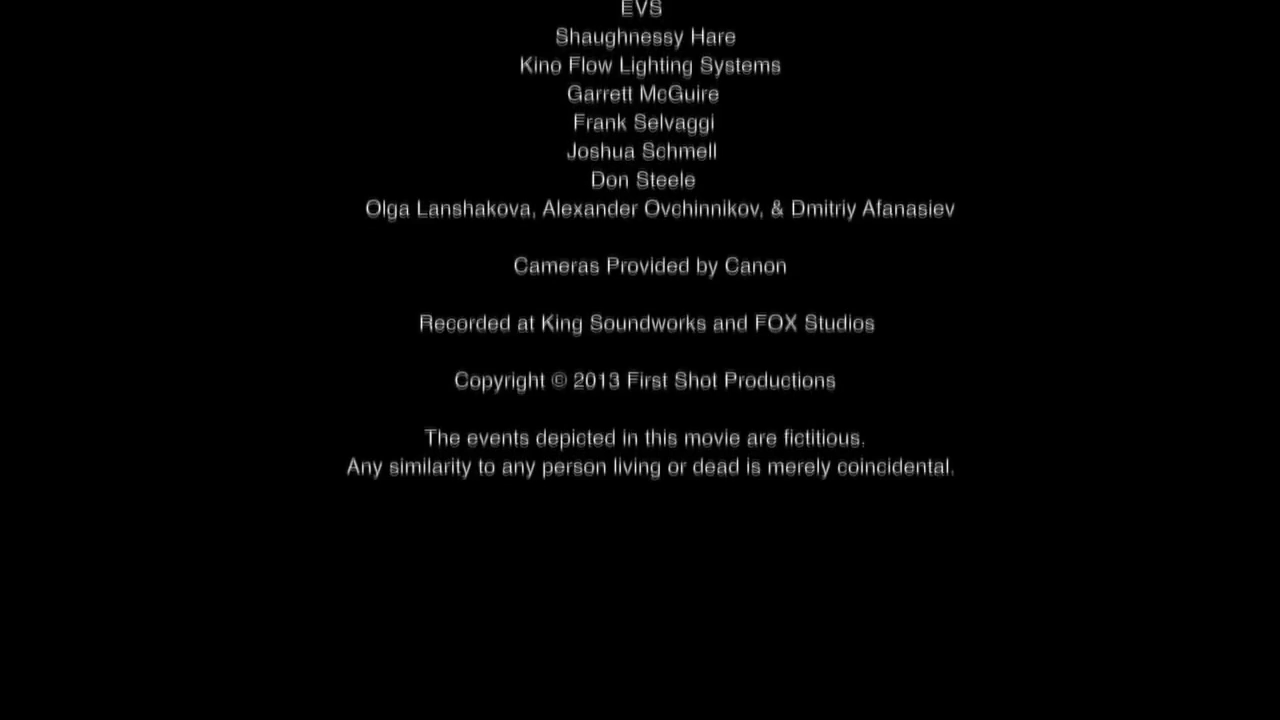 EVS
Shaughnessy Hare
Kino Flow Lighting Systems
Garrett McGuire
Frank Selvaggi
Joshua Schmell
Don Steele
Olga Lanshakova, Alexander Ovchinnikov, & Dmitriy Afanasiev
Cameras Provided by Canon
Recorded at King Soundworks and FOX Studios
Copyright © 2013 First Shot Productions
The events depicted in this movie are fictitious.
Any similarity to any person living or dead is merely coincidental.